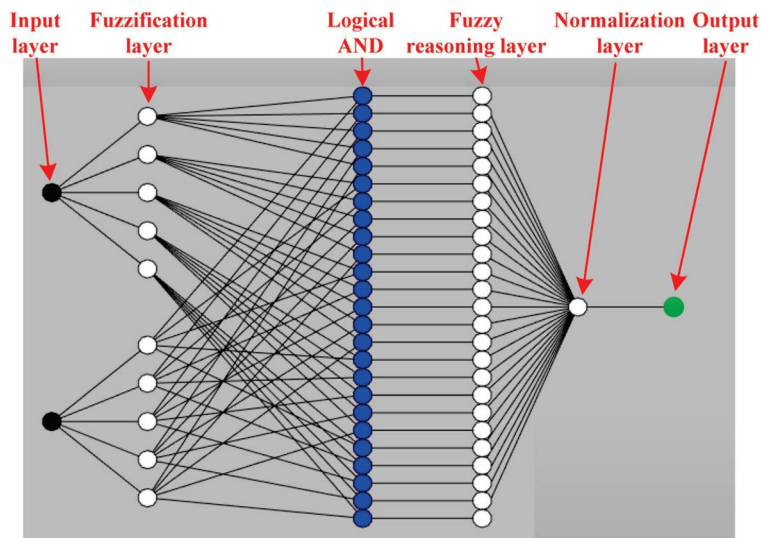 Input
layer
Fuzzification
layer
Logical
AND
Fuzzy
reasoning layer
Normalization
layer
Output
layer